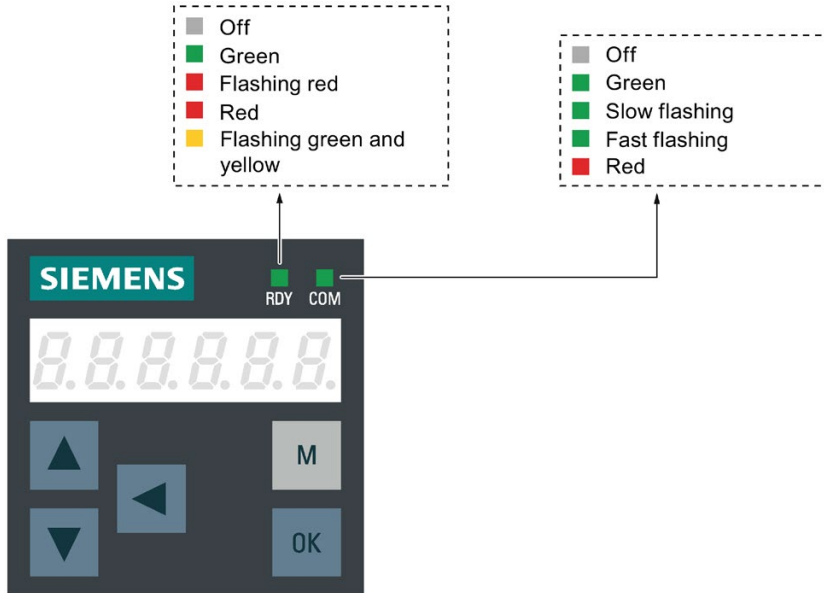 Off
Green
Flashing red
Red
Flashing green and
yellow
Off
Green
Slow flashing
Fast flashing
Red
SIEMENS
RDY COM
8.8.8.8.8.8.
M
OK